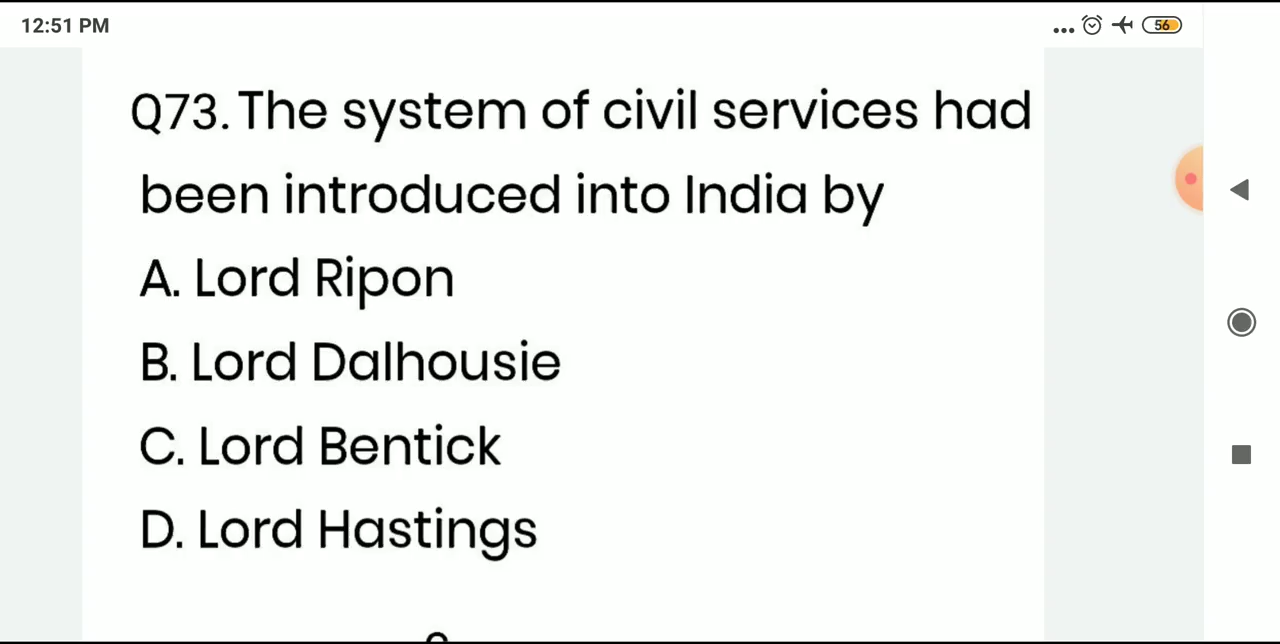 12:51 PM
56
Q73. The system of civil services had
been introduced into India by
A. Lord Ripon
B. Lord Dalhousie
C. Lord Bentick
D. Lord Hastings